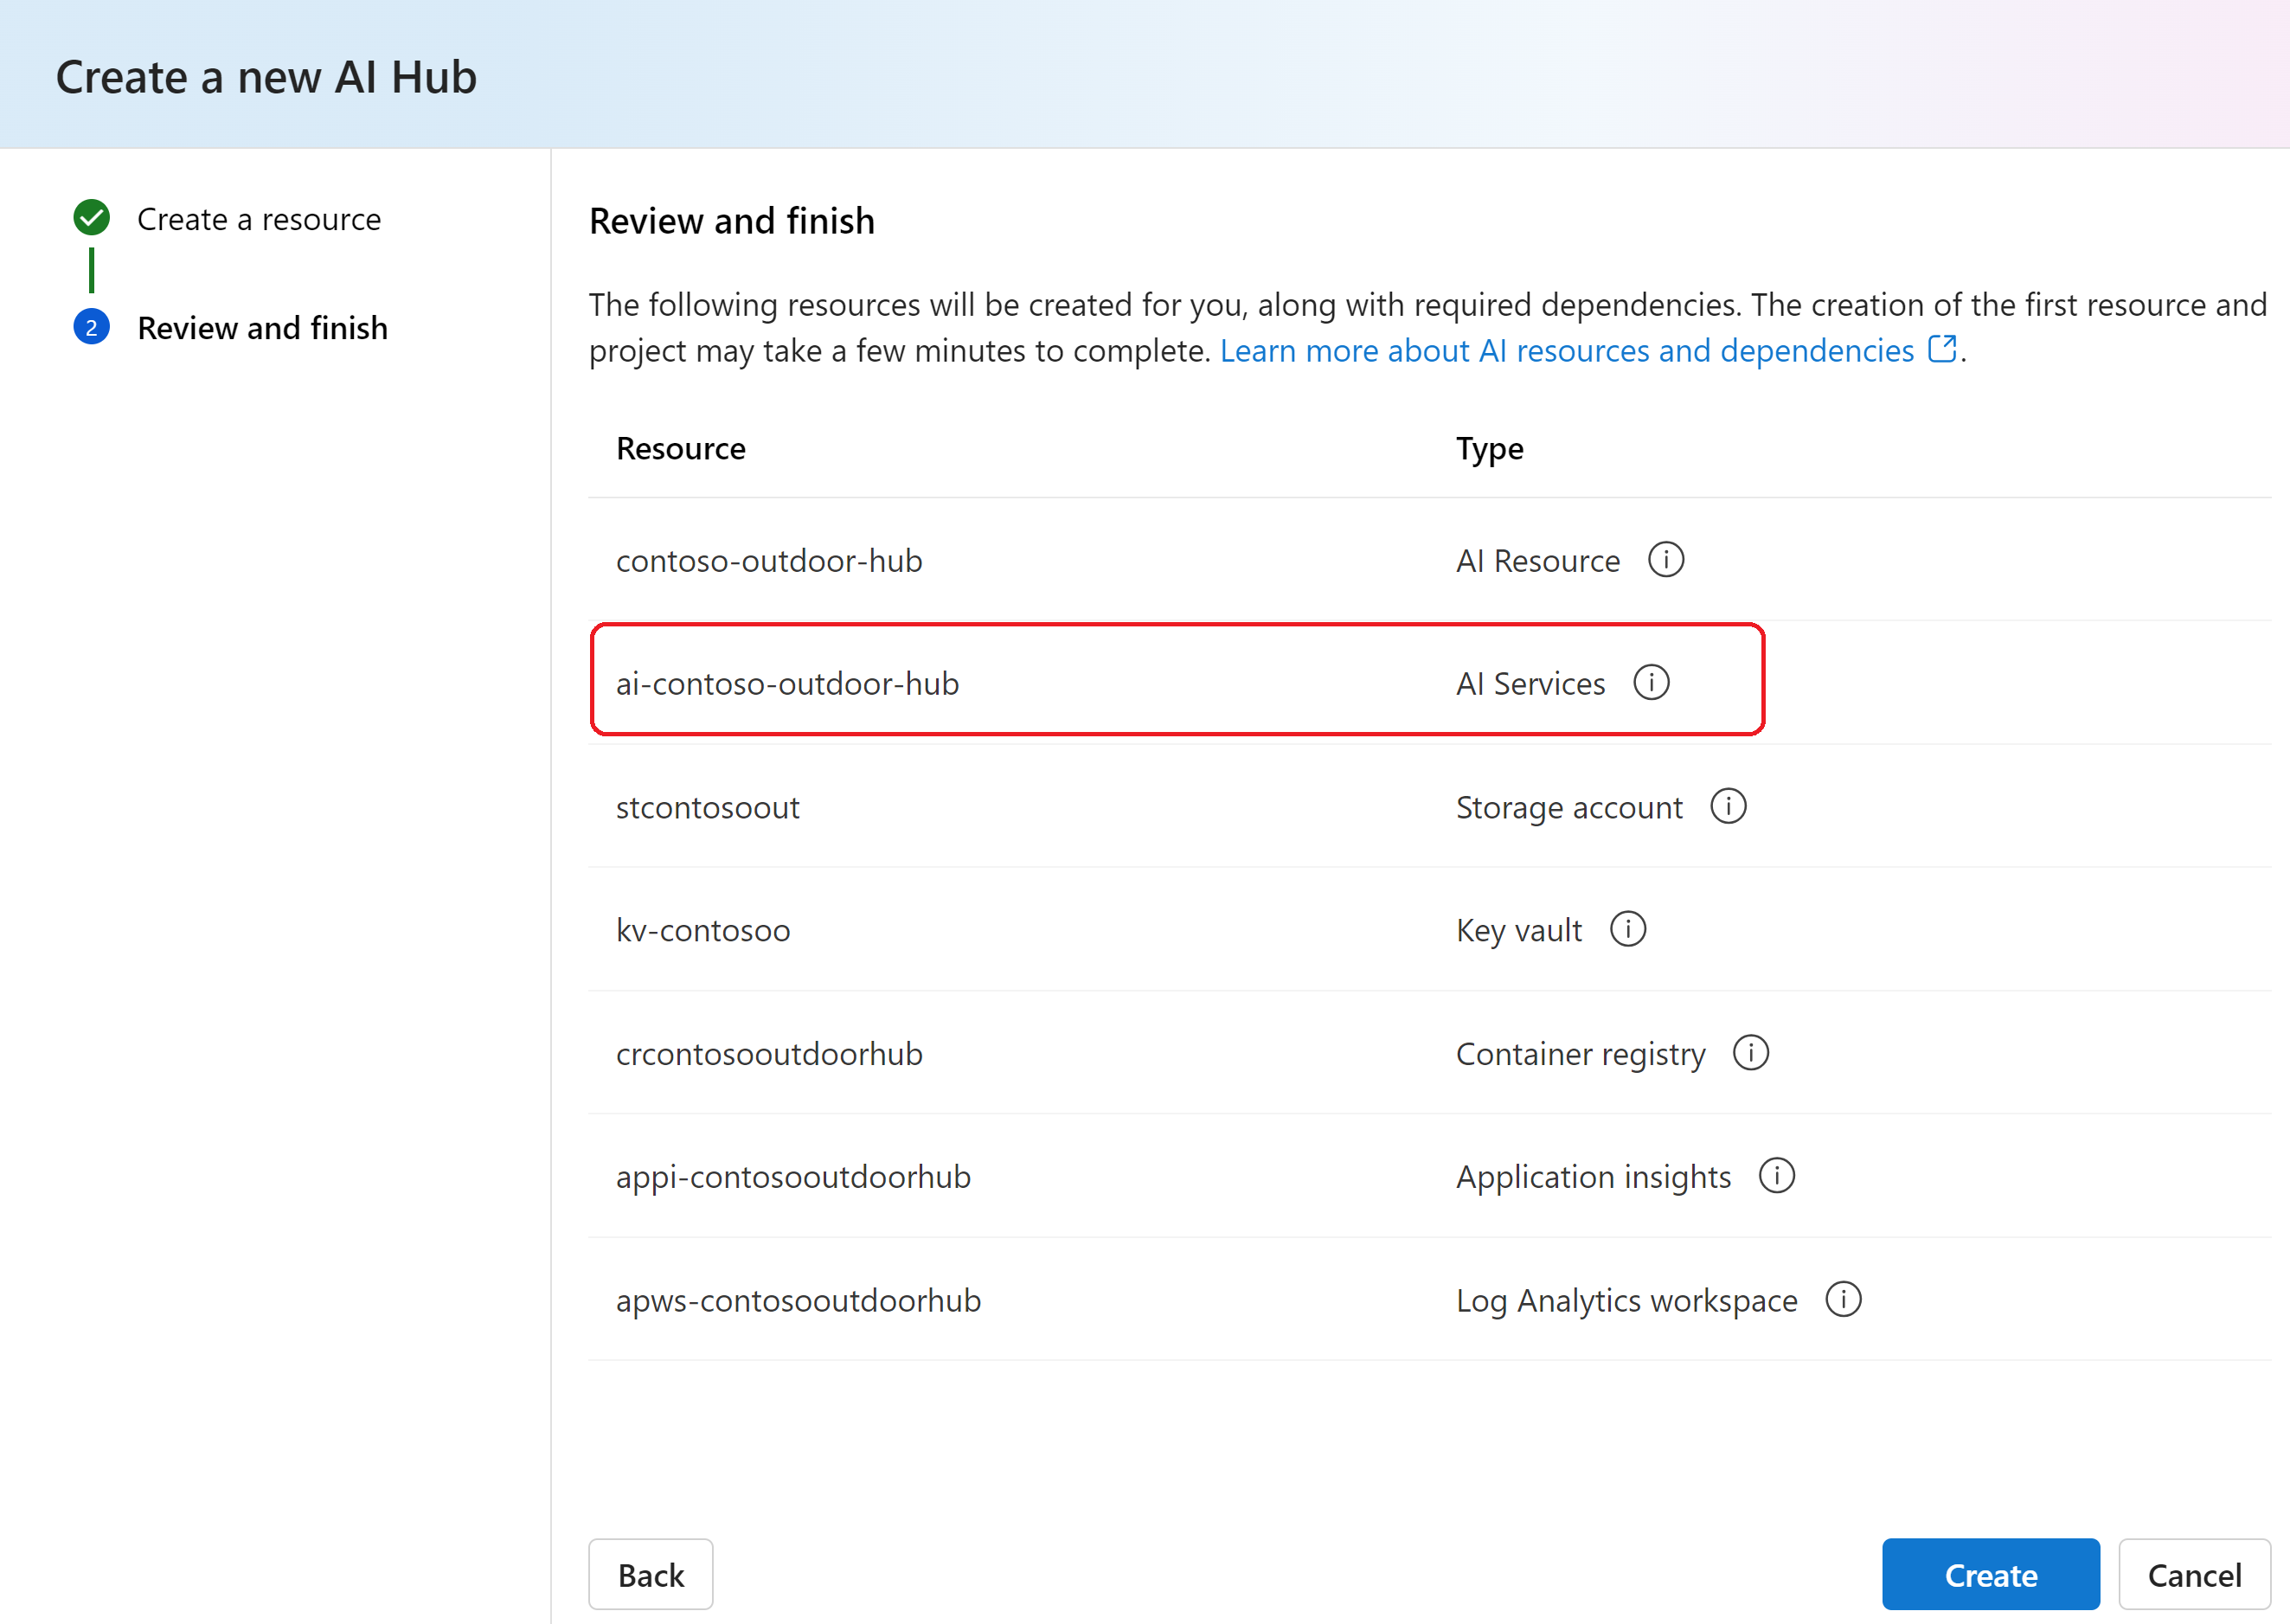 Create a new AI Hub
Create a resource
2 Review and finish
Review and finish
The following resources will be created for you, along with required dependencies. The creation of the first resource and
project may take a few minutes to complete. Learn more about AI resources and dependencies.
Resource Type
contoso-outdoor-hub AI Resource
ai-contoso-outdoor-hub AI Services
stcontosoout Storage account
kv-contosoo Key vault
crcontosooutdoorhub Container registry
appi-contosooutdoorhub Application insights
apws-contosooutdoorhub Log Analytics workspace
Back Create Cancel